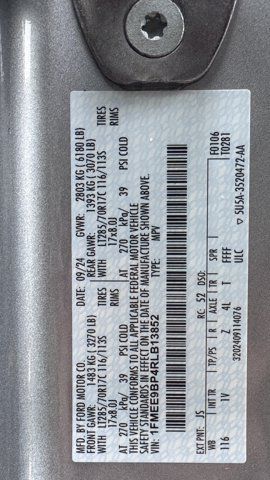 MFD. BY FORD MOTOR CO.
DATE: 09/24 GVWR: 2803 KG ( 6180 LB)
FRONT GAWR: 1483 KG ( 3270 LB) REAR GAWR: 1393 KG ( 3070 LB)
LT285/70R17C 116/113S TIRES LT285/70R17C 116/113S TIRES
17x8.0J RIMS 17x8.0J RIMS
AT 270 kPa/ 39 PSI COLD AT 270 kPa/ 39 PSI COLD
THIS VEHICLE CONFORMS TO ALL APPLICABLE FEDERAL MOTOR VEHICLE
SAFETY STANDARDS IN EFFECT ON THE DATE OF MANUFACTURE SHOWN ABOVE.
VIN: 1FMEE9BP4RLB13852
TYPE: MPV
F0106
T0281
EXT PNT: JS RC: 52 DSO:
WB INT TR TP/PS R AXLE TR SPR
116 1V Z 4L T FFFF
32024091114076 ULC
SU5A-3520472-AA